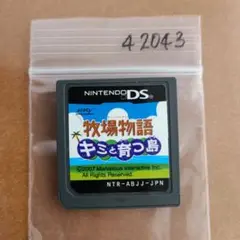 42043
NINTENDO DS
牧場物語
キミと育つ島
©2007 Marvelous Interactive Inc.
All Rights Reserved.
NTR-ABJJ-JPN